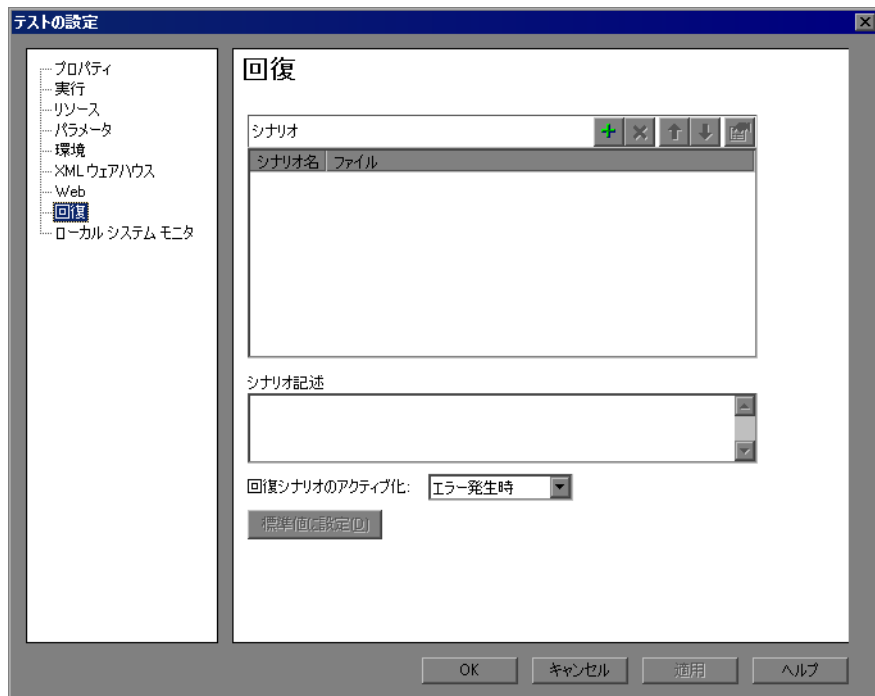 テストの設定
プロパティ
実行
リソース
パラメータ
環境
XML ウェアハウス
Web
回復
ローカル システム モニタ
回復
シナリオ
シナリオ名 ファイル
シナリオ記述
回復シナリオのアクティブ化: エラー発生時
標準値に設定(D)
OK キャンセル 適用 ヘルプ